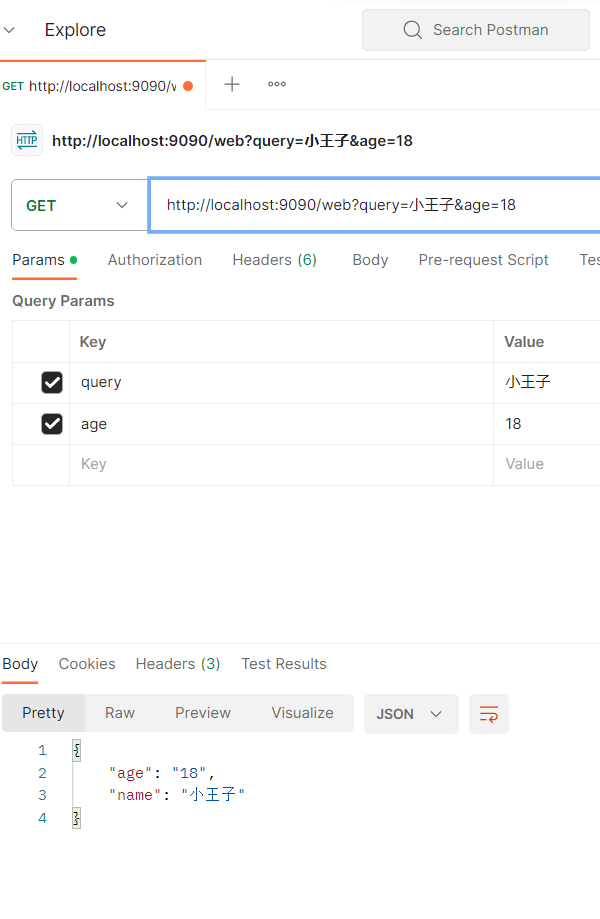 Explore
Search Postman
GET http://localhost:9090/w
HTTP http://localhost:9090/web?query=小王子&age=18
GET http://localhost:9090/web?query=小王子&age=18
Params Authorization Headers (6) Body Pre-request Script Tes
Query Params
Key Value
query 小王子
age 18
Key Value
Body Cookies Headers (3) Test Results
Pretty Raw Preview Visualize JSON
1 {
2 "age": "18",
3 "name": "小王子"
4 }